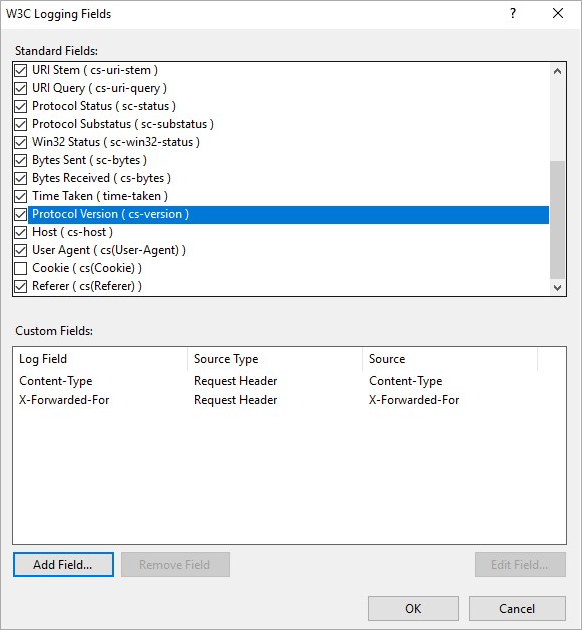 W3C Logging Fields
Standard Fields:
URI Stem ( cs-uri-stem )
URI Query ( cs-uri-query )
Protocol Status ( sc-status )
Protocol Substatus ( sc-substatus )
Win32 Status ( sc-win32-status )
Bytes Sent ( sc-bytes )
Bytes Received ( cs-bytes )
Time Taken ( time-taken )
Protocol Version ( cs-version )
Host ( cs-host )
User Agent ( cs(User-Agent) )
Cookie ( cs(Cookie) )
Referer ( cs(Referer) )
Custom Fields:
Log Field Source Type Source
Content-Type Request Header Content-Type
X-Forwarded-For Request Header X-Forwarded-For
Add Field... Remove Field Edit Field...
OK Cancel